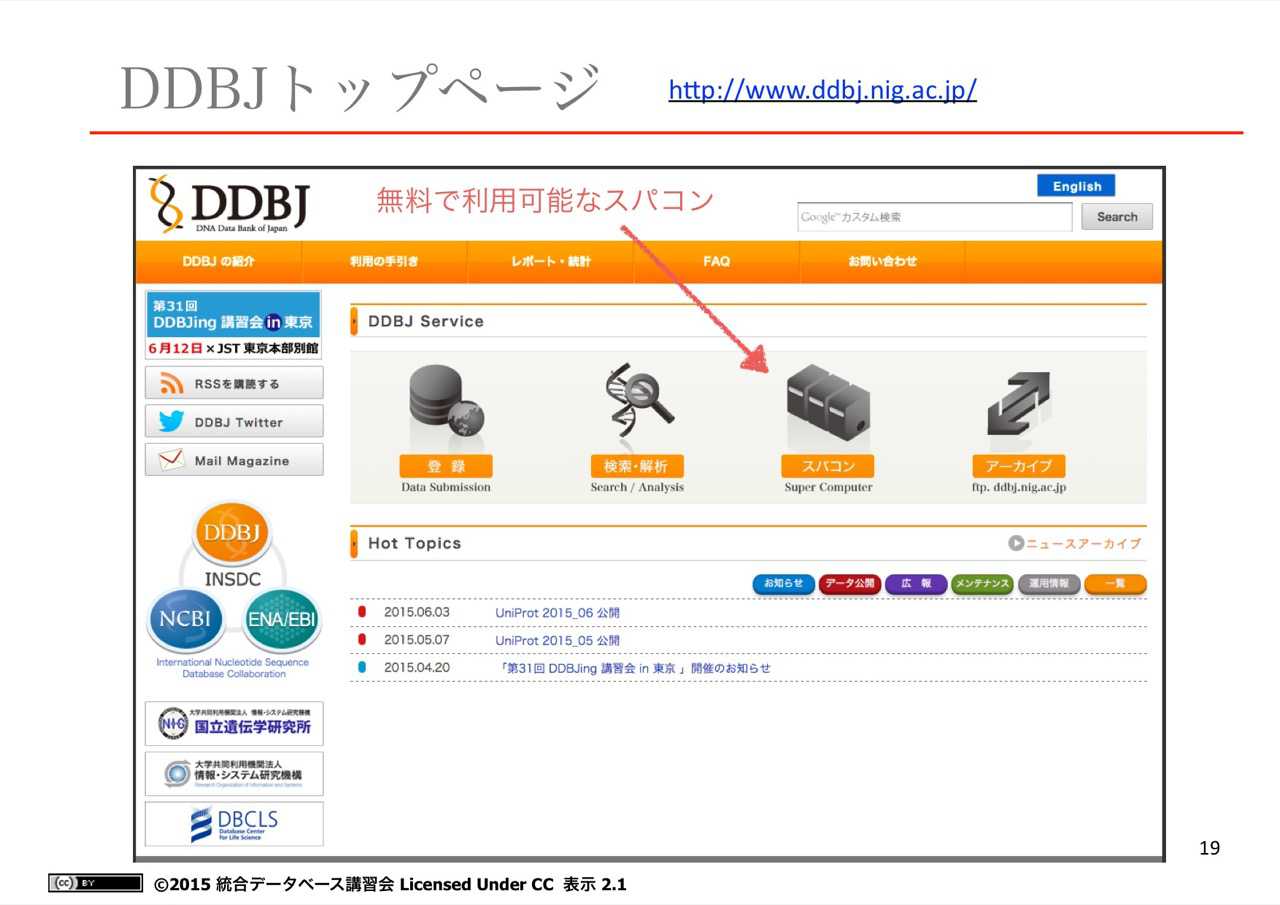 DDBJトップページ
http://www.ddbj.nig.ac.jp/
DDBJ
DNA Data Bank of Japan
無料で利用可能なスパコン
English
Google™カスタム検索
Search
DDBJ の紹介
利用の手引き
レポート・統計
FAQ
お問い合わせ
第31回
DDBJing 講習会 in 東京
6月12日×JST 東京本部別館
RSSを購読する
DDBJ Twitter
Mail Magazine
DDBJ
INSDC
NCBI
ENA/EBI
International Nucleotide Sequence
Database Collaboration
大学共同利用機関法人 情報・システム研究機構
NIG
国立遺伝学研究所
大学共同利用機関法人
情報・システム研究機構
Research Organization of Information and Systems
DBCLS
Database Center
for Life Science
DDBJ Service
登 録
Data Submission
検索・解析
Search / Analysis
スパコン
Super Computer
アーカイブ
ftp. ddbj.nig.ac.jp
Hot Topics
ニュースアーカイブ
お知らせ
データ公開
広 報
メンテナンス
運用情報
一覧
2015.06.03 UniProt 2015_06 公開
2015.05.07 UniProt 2015_05 公開
2015.04.20 「第31回 DDBJing 講習会 in 東京 」開催のお知らせ
19
cc BY
©2015 統合データベース講習会 Licensed Under CC 表示 2.1